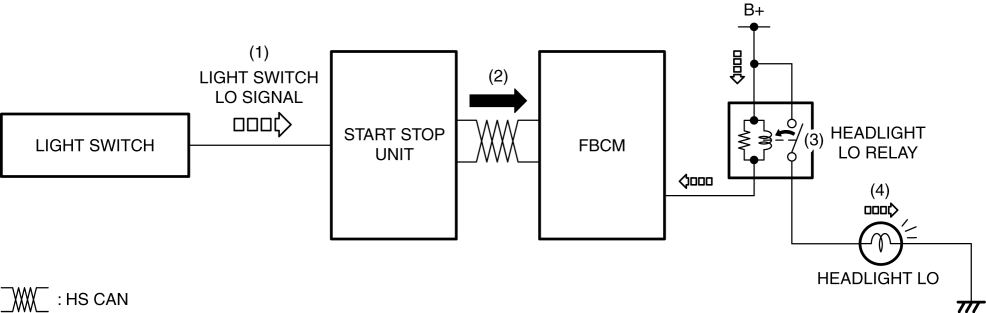 (1)
LIGHT SWITCH
LO SIGNAL
LIGHT SWITCH
START STOP
UNIT
(2)
FBCM
B+
(3)
HEADLIGHT
LO RELAY
(4)
HEADLIGHT LO
: HS CAN